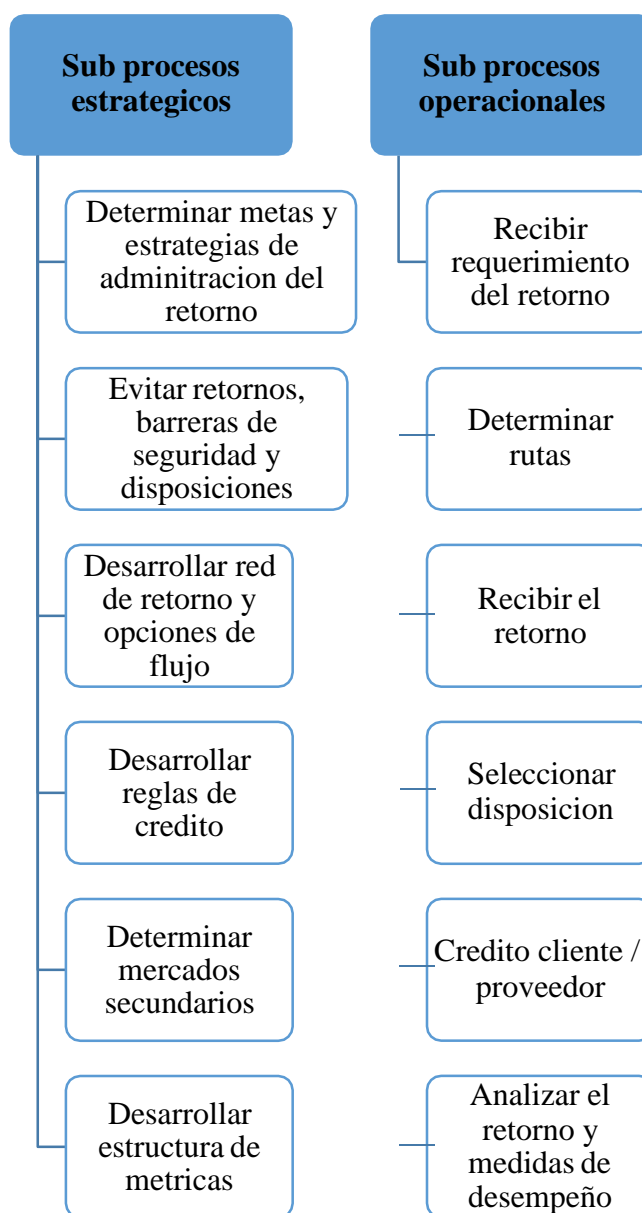 Sub procesos
estrategicos
Determinar metas y
estrategias de
adminitracion del
retorno
Evitar retornos,
barreras de
seguridad y
disposiciones
Desarrollar red
de retorno y
opciones de
flujo
Desarrollar
reglas de
credito
Determinar
mercados
secundarios
Desarrollar
estructura de
metricas
Sub procesos
operacionales
Recibir
requerimiento
del retorno
Determinar
rutas
Recibir el
retorno
Seleccionar
disposicion
Credito cliente /
proveedor
Analizar el
retorno y
medidas de
desempeño